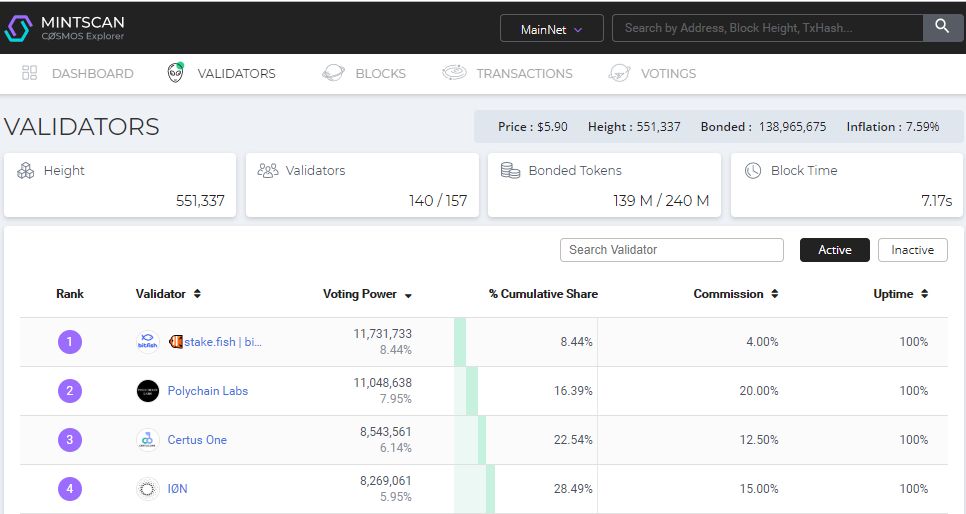 MINTSCAN
CØSMOS Explorer
MainNet
Search by Address, Block Height, TxHash...
DASHBOARD VALIDATORS BLOCKS TRANSACTIONS VOTINGS
VALIDATORS
Price : $5.90 Height : 551,337 Bonded : 138,965,675 Inflation : 7.59%
Height
551,337
Validators
140 / 157
Bonded Tokens
139 M / 240 M
Block Time
7.17s
Search Validator
Active
Inactive
Rank Validator Voting Power % Cumulative Share Commission Uptime
1 bitfish stake.fish | bi... 11,731,733 8.44% 4.00% 100%
8.44%
2 Polychain Labs 11,048,638 16.39% 20.00% 100%
7.95%
3 Certus One 8,543,561 22.54% 12.50% 100%
6.14%
4 IØN 8,269,061 28.49% 15.00% 100%
5.95%